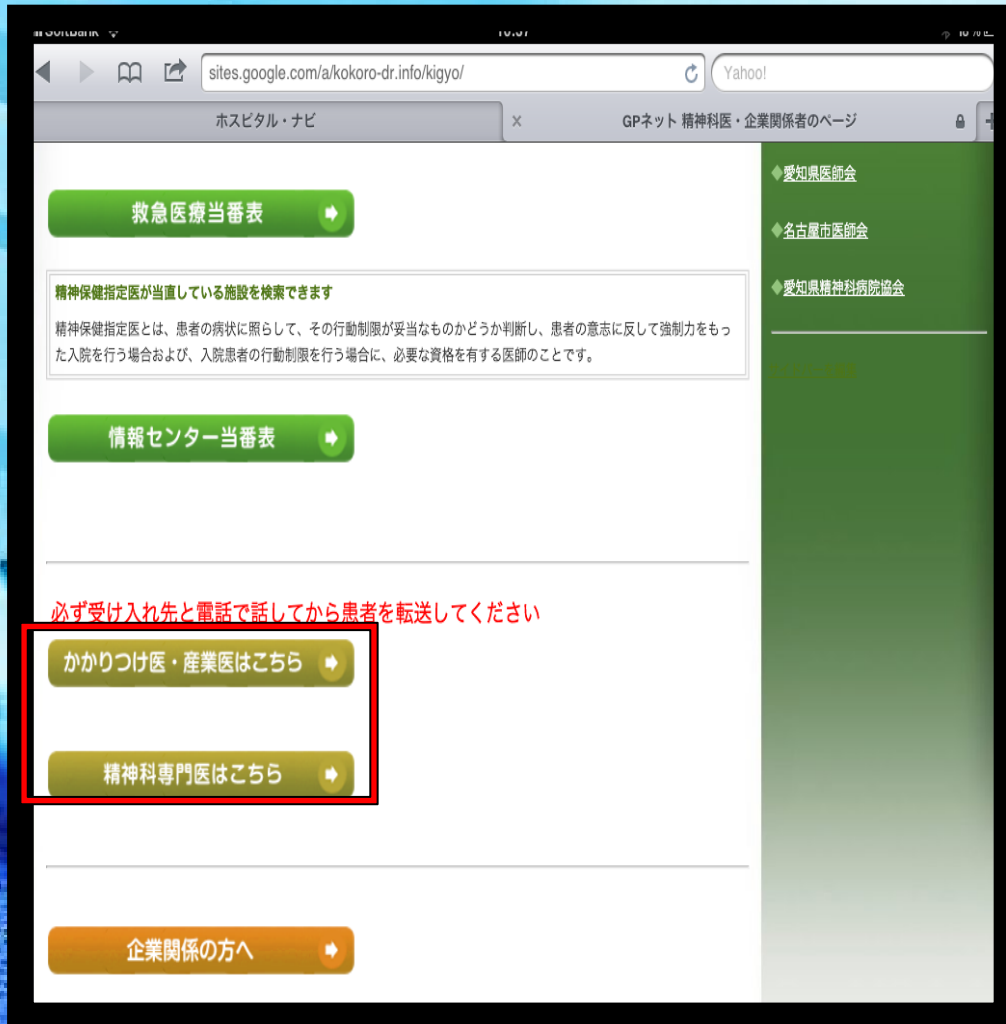 SoftBank
sites.google.com/a/kokoro-dr.info/kigyo/
Yahoo!
ホスピタル・ナビ
× GPネット 精神科医・企業関係者のページ
救急医療当番表
精神保健指定医が当直している施設を検索できます
精神保健指定医とは、患者の病状に照らして、その行動制限が妥当なものかどうか判断し、患者の意志に反して強制力をもっ
た入院を行う場合および、入院患者の行動制限を行う場合に、必要な資格を有する医師のことです。
情報センター当番表
必ず受け入れ先と電話で話してから患者を転送してください
かかりつけ医・産業医はこちら
精神科専門医はこちら
企業関係の方へ
◆愛知県医師会
◆名古屋市医師会
◆愛知県精神科病院協会